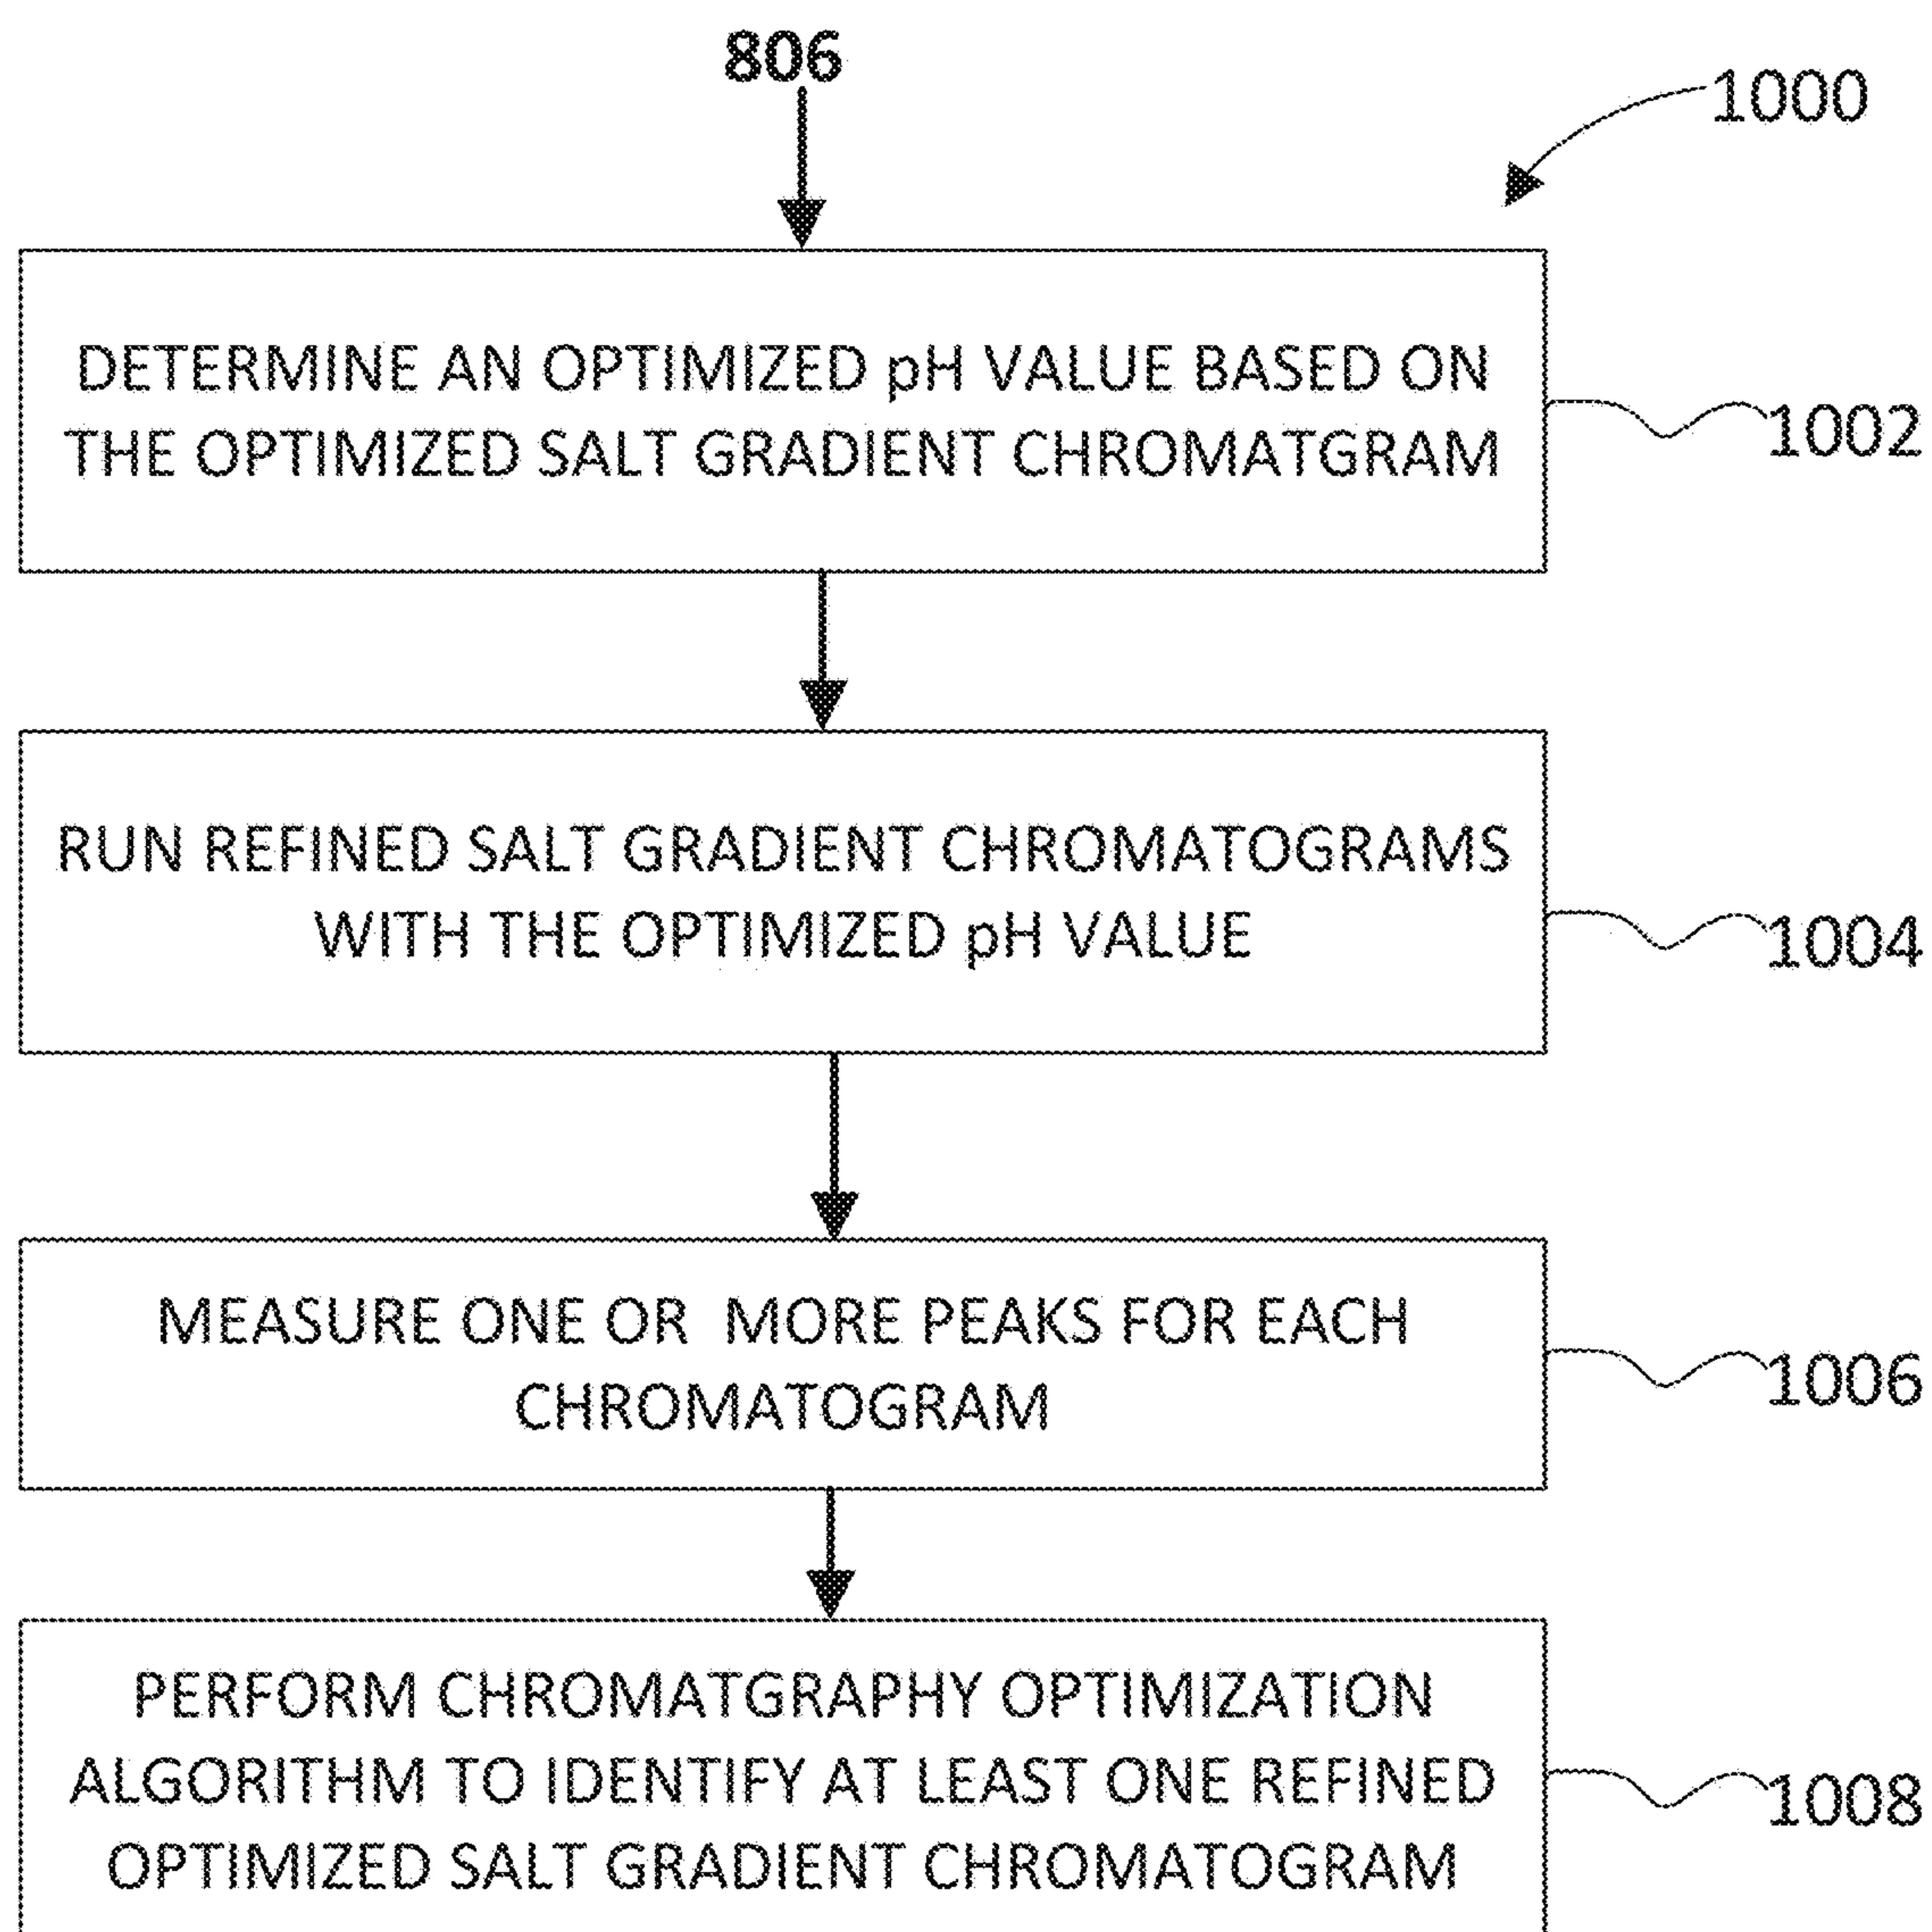 806
1000
DETERMINE AN OPTIMIZED pH VALUE BASED ON
THE OPTIMIZED SALT GRADIENT CHROMATGRAM
1002
RUN REFINED SALT GRADIENT CHROMATOGRAMS
WITH THE OPTIMIZED pH VALUE
1004
MEASURE ONE OR MORE PEAKS FOR EACH
CHROMATOGRAM
1006
PERFORM CHROMATGRAPHY OPTIMIZATION
ALGORITHM TO IDENTIFY AT LEAST ONE REFINED
OPTIMIZED SALT GRADIENT CHROMATOGRAM
1008